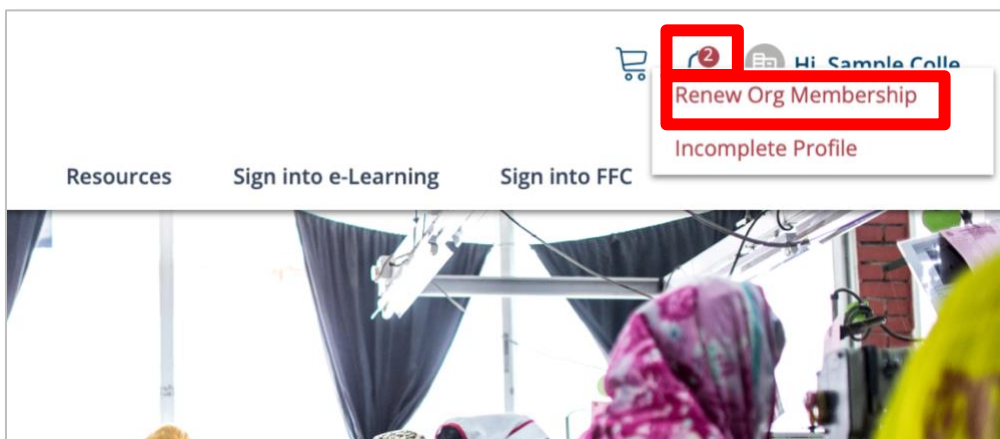 2
Hi, Sample Colle
Renew Org Membership
Incomplete Profile
Resources Sign into e-Learning Sign into FFC